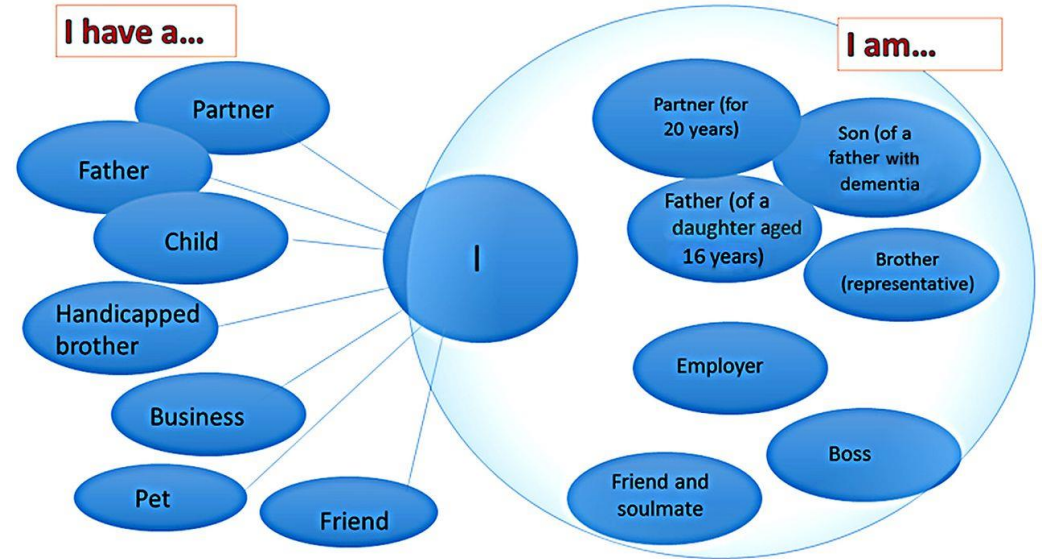 I have a...
Partner
Father
Child
Handicapped
brother
Business
Pet
Friend
I
I am...
Partner (for
20 years)
Son (of a
father with
dementia
Father (of a
daughter aged
16 years)
Brother
(representative)
Employer
Boss
Friend and
soulmate